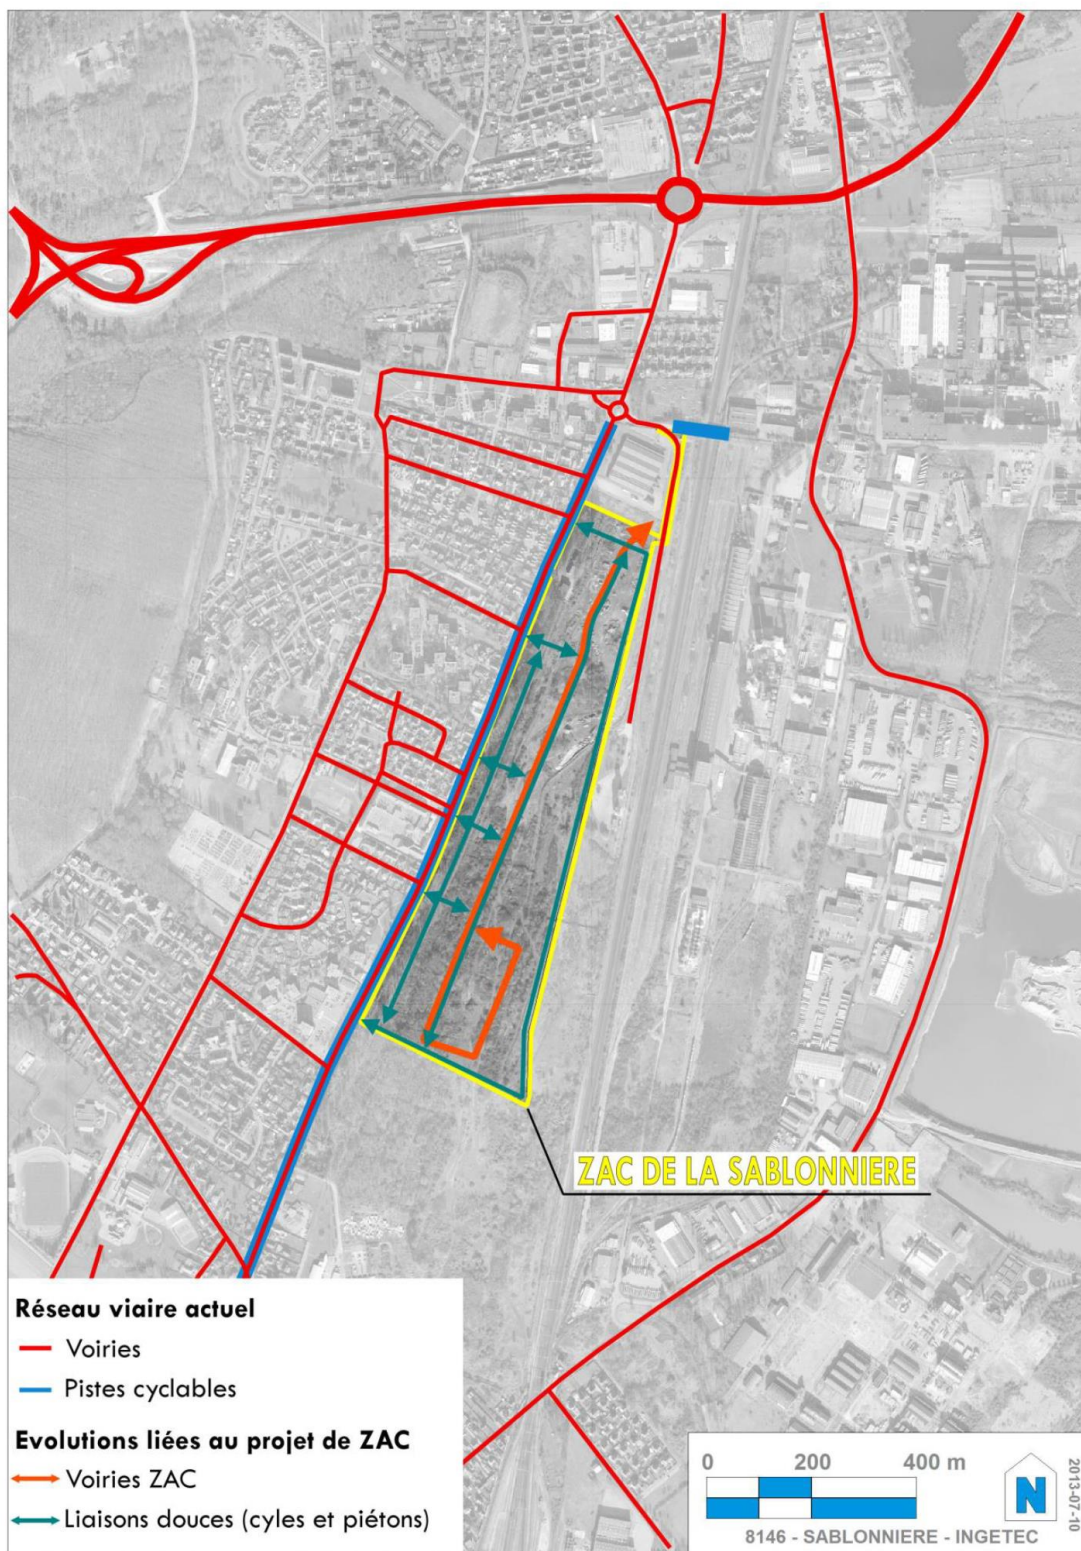 ZAC DE LA SABLONNIERE
Réseau viaire actuel
Voiries
Pistes cyclables
Evolutions liées au projet de ZAC
Voiries ZAC
Liaisons douces (cyles et piétons)
0 200 400 m
N
2013-07-10
8146 - SABLONNIERE - INGETEC